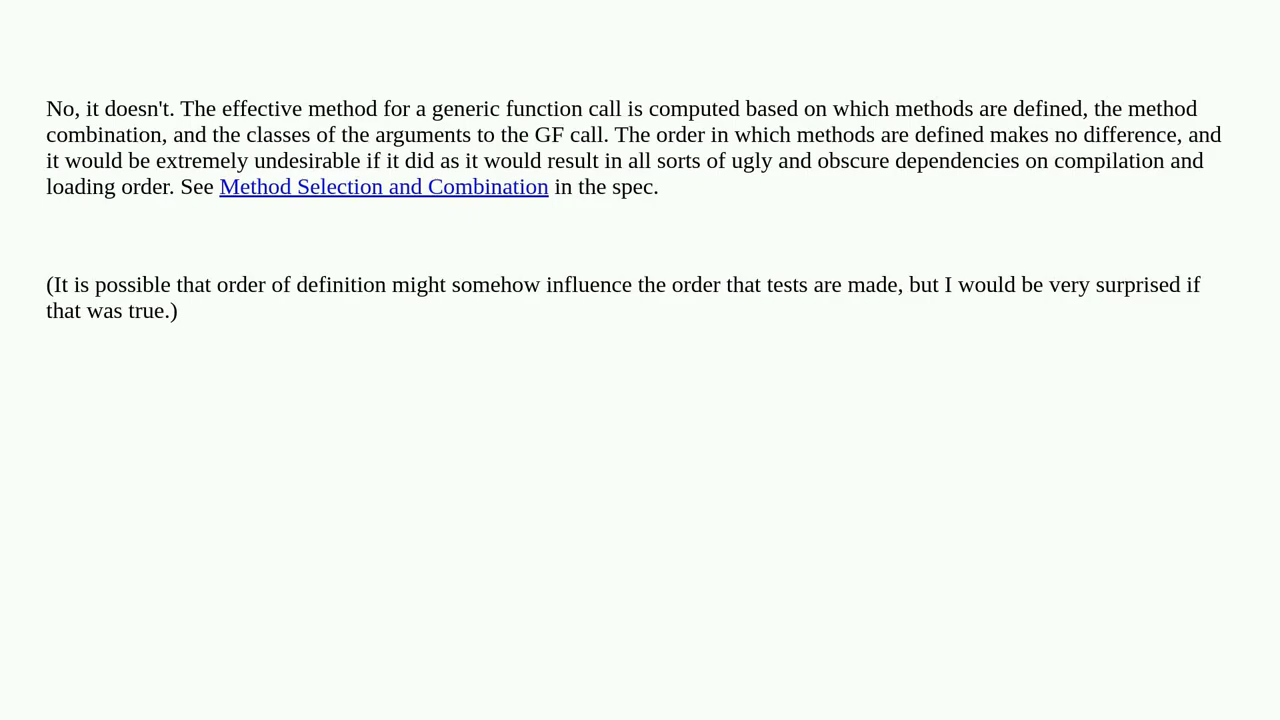 No, it doesn't. The effective method for a generic function call is computed based on which methods are defined, the method
combination, and the classes of the arguments to the GF call. The order in which methods are defined makes no difference, and
it would be extremely undesirable if it did as it would result in all sorts of ugly and obscure dependencies on compilation and
loading order. See Method Selection and Combination in the spec.
(It is possible that order of definition might somehow influence the order that tests are made, but I would be very surprised if
that was true.)